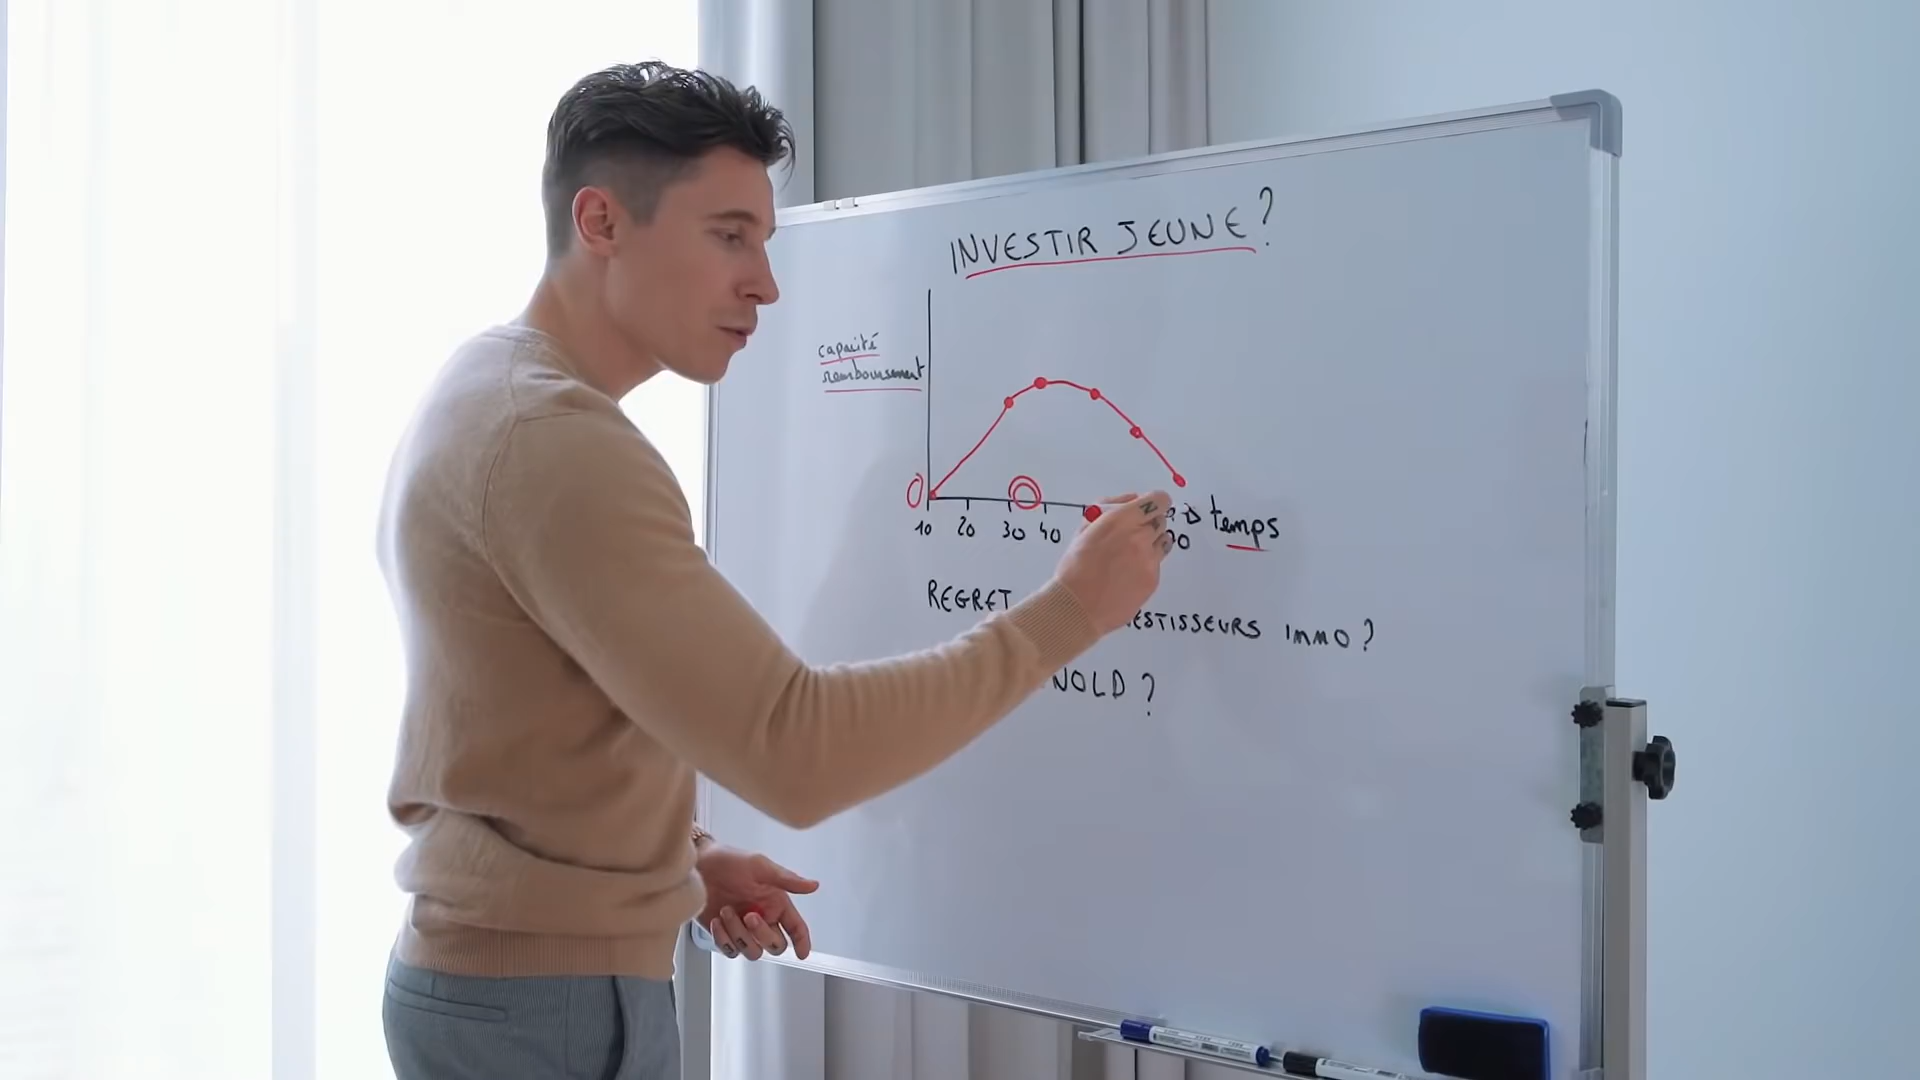 INVESTIR JEUNE?
capacité
remboursement
0
10 20 30 40
temps
REGRET
INVESTISSEURS IMMO?
NOLD?